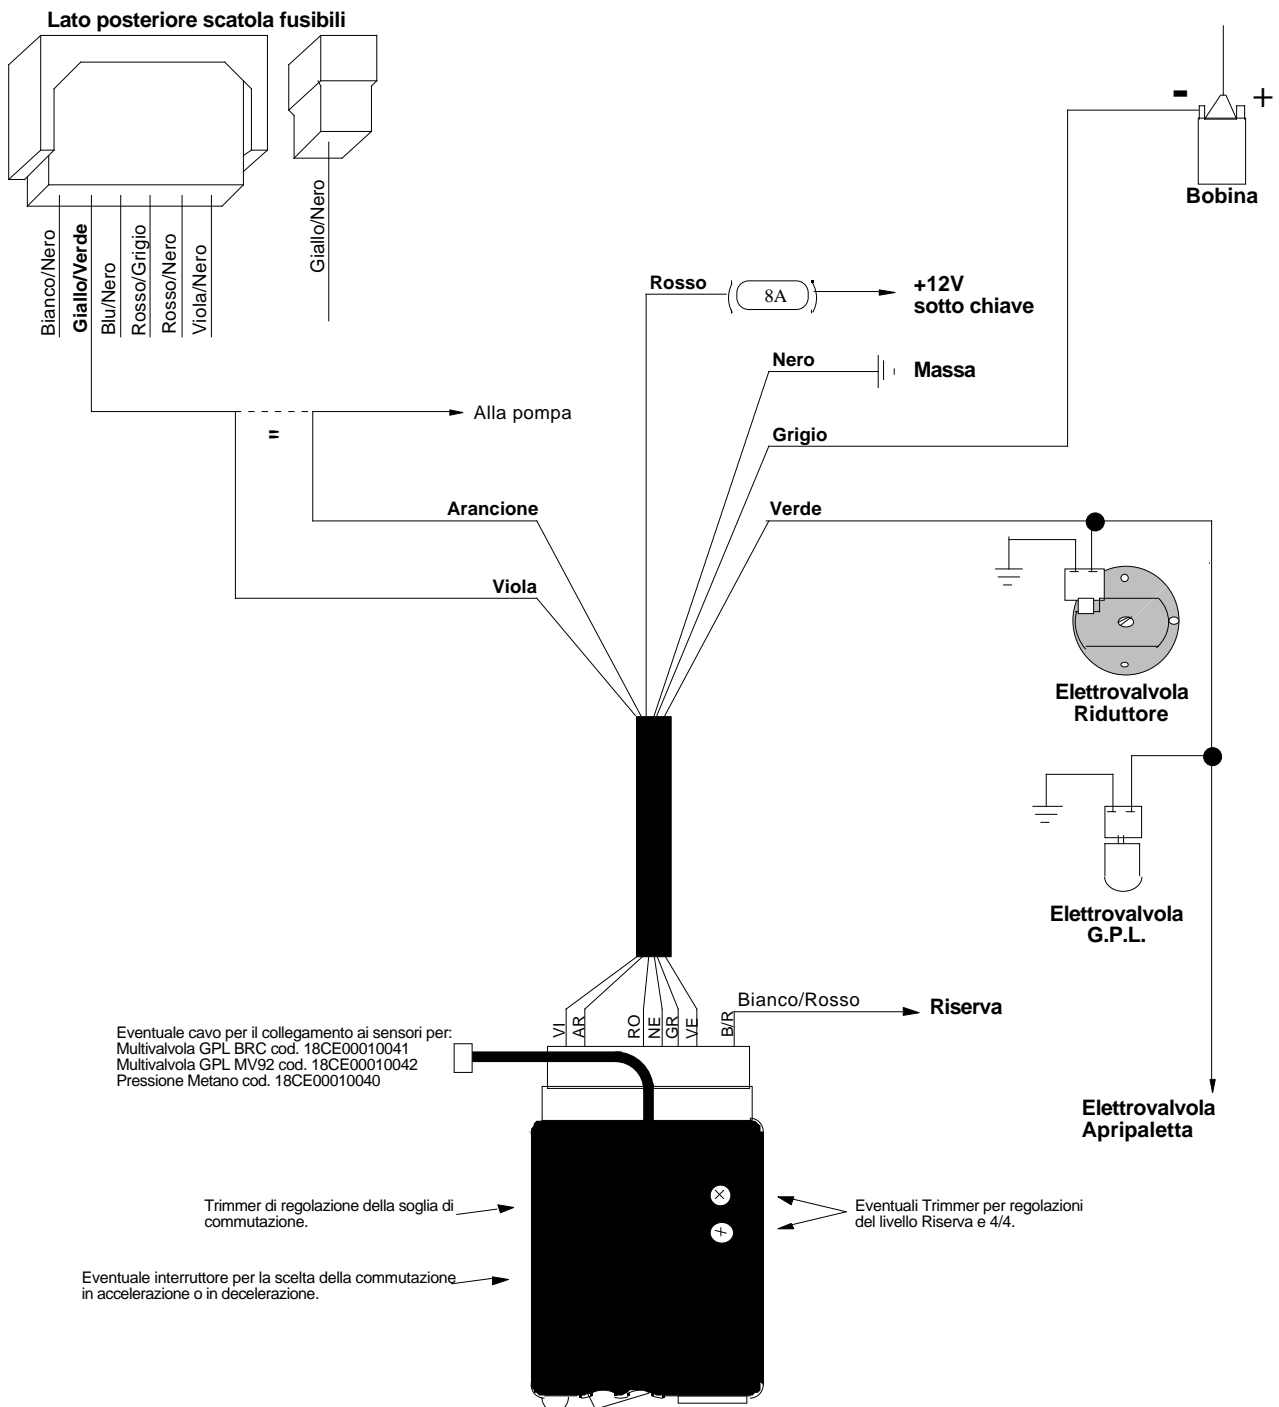 Lato posteriore scatola fusibili
-
+
Bobina
Bianco/Nero
Giallo/Verde
Blu/Nero
Rosso/Grigio
Rosso/Nero
Viola/Nero
Giallo/Nero
Rosso
8A
+12V
sotto chiave
Nero
Massa
Alla pompa
"
Grigio
Arancione
Verde
Viola
Elettrovalvola
Riduttore
Elettrovalvola
G.P.L.
VI
AR
RO
NE
GR
VE
B/R
Bianco/Rosso
Riserva
Eventuale cavo per il collegamento ai sensori per:
Multivalvola GPL BRC cod. 18CE00010041
Multivalvola GPL MV92 cod. 18CE00010042
Pressione Metano cod. 18CE00010040
Elettrovalvola
Apripaletta
Trimmer di regolazione della soglia di
commutazione.
Eventuali Trimmer per regolazioni
del livello Riserva e 4/4.
Eventuale interruttore per la scelta della commutazione
in accelerazione o in decelerazione.